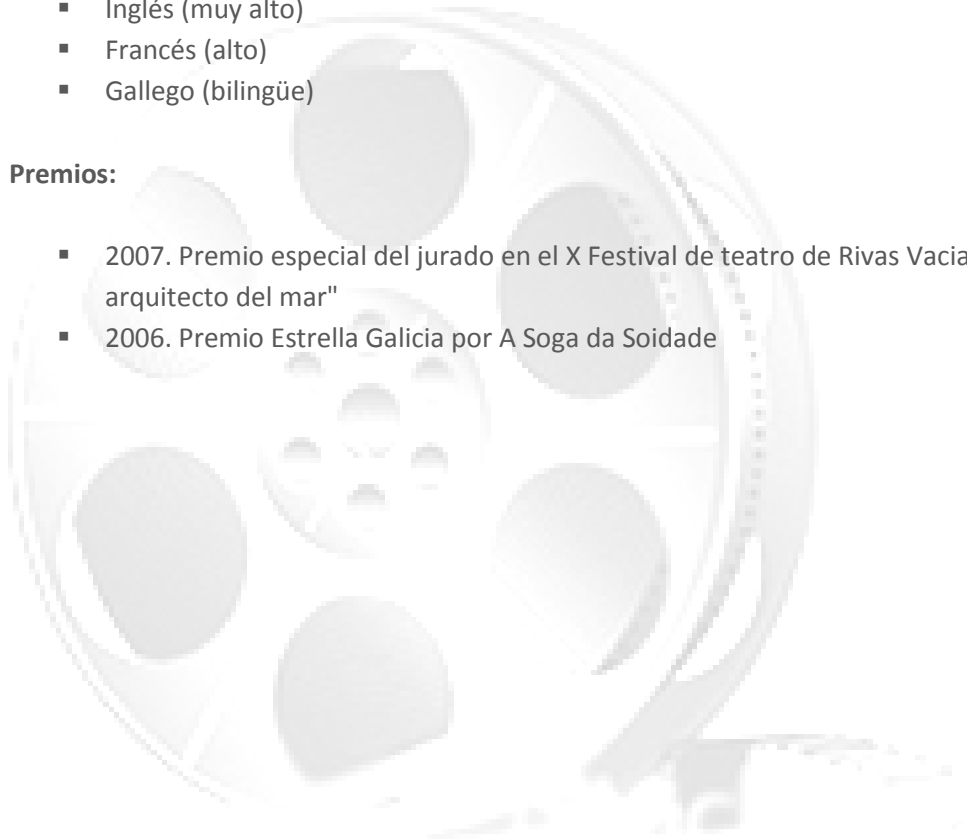 ▪ Inglés (muy alto)
▪ Francés (alto)
▪ Gallego (bilingüe)
Premios:
▪ 2007. Premio especial del jurado en el X Festival de teatro de Rivas Vacia
arquitecto del mar"
▪ 2006. Premio Estrella Galicia por A Soga da Soidade